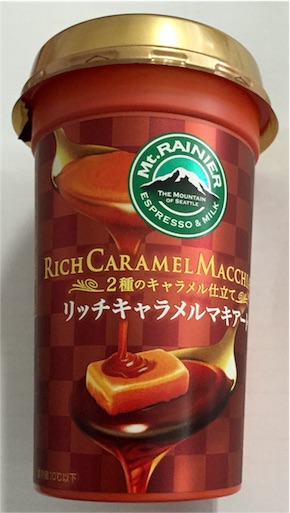 Mt. RAINIER
THE MOUNTAIN
OF SEATTLE
ESPRESSO & MILK
RICH CARAMEL MACCHI
2種のキャラメル仕立て
リッチキャラメルマキアー